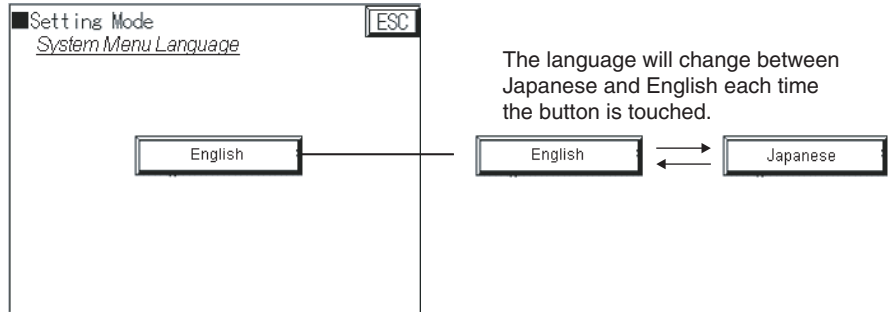 ■Setting Mode
ESC
System Menu Language
The language will change between
Japanese and English each time
the button is touched.
English
English
Japanese